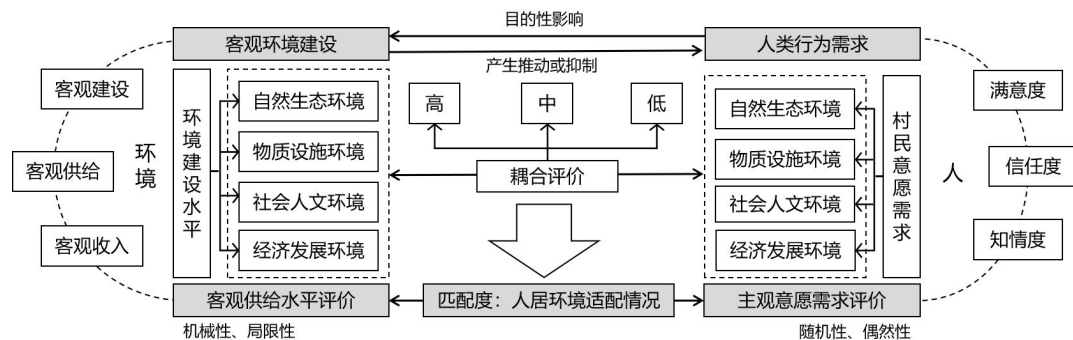 目的性影响
客观环境建设
人类行为需求
产生推动或抑制
客观建设
客观供给
客观收入
环境
环境建设水平
自然生态环境
物质设施环境
社会人文环境
经济发展环境
高
中
低
耦合评价
自然生态环境
物质设施环境
社会人文环境
经济发展环境
村民意愿需求
人
满意度
信任度
知情度
客观供给水平评价
匹配度：人居环境适配情况
主观意愿需求评价
机械性、局限性
随机性、偶然性